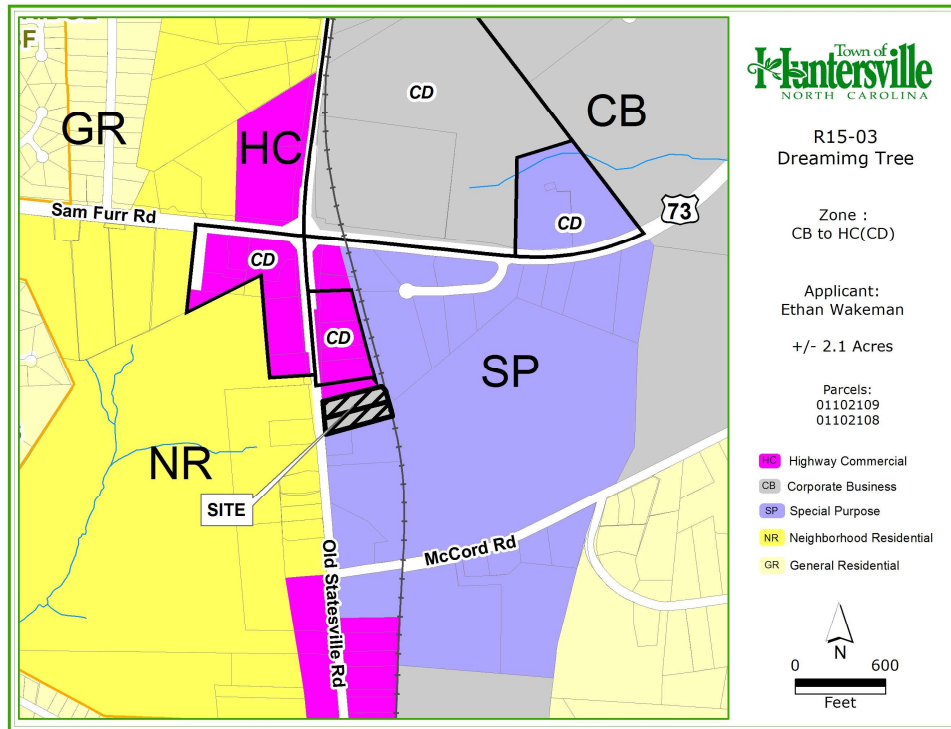 F
GR
HC
CD
CB
Sam Furr Rd
73
CD
CD
CD
SP
NR
SITE
McCord Rd
Old Statesville Rd
Town of
Huntersville
NORTH CAROLINA
R15-03
Dreamimg Tree
Zone :
CB to HC(CD)
Applicant:
Ethan Wakeman
+/- 2.1 Acres
Parcels:
01102109
01102108
HC Highway Commercial
CB Corporate Business
SP Special Purpose
NR Neighborhood Residential
GR General Residential
N
0 600
Feet